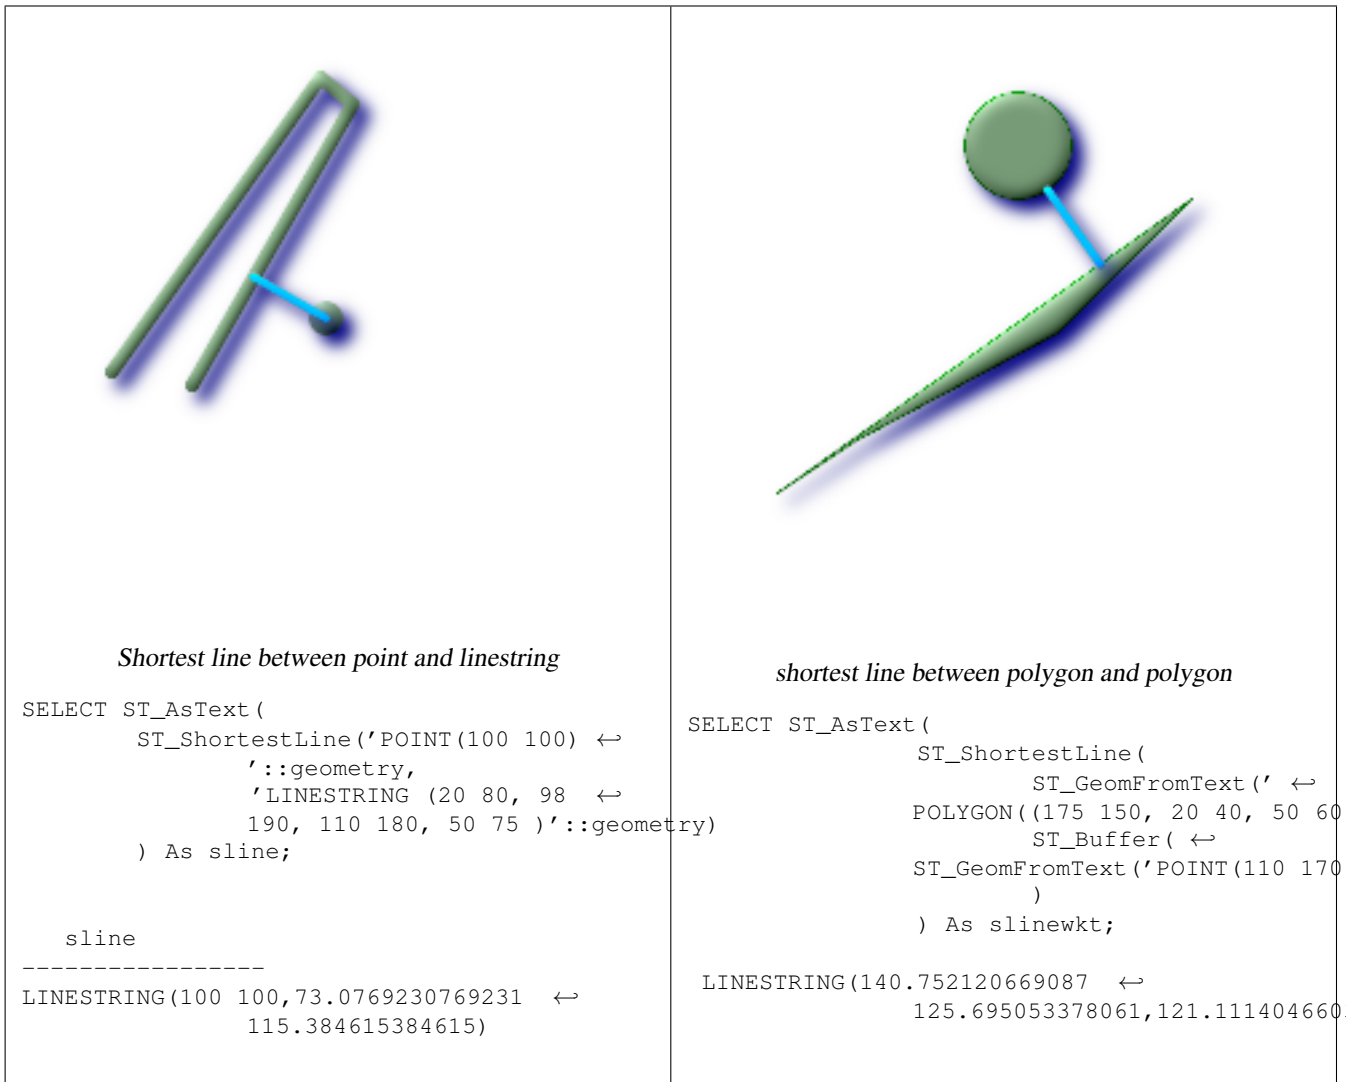 Shortest line between point and linestring
SELECT ST_AsText(
ST_ShortestLine('POINT(100 100) ↩
'::geometry,
'LINESTRING (20 80, 98 ↩
190, 110 180, 50 75 )'::geometry)
) As sline;
sline
-----------------
LINESTRING(100 100,73.0769230769231 ↩
115.384615384615)
shortest line between polygon and polygon
SELECT ST_AsText(
ST_ShortestLine(
ST_GeomFromText(' ↩
POLYGON((175 150, 20 40, 50 60
ST_Buffer( ↩
ST_GeomFromText('POINT(110 170
)
) As slinewkt;
LINESTRING(140.752120669087 ↩
125.695053378061,121.111404660